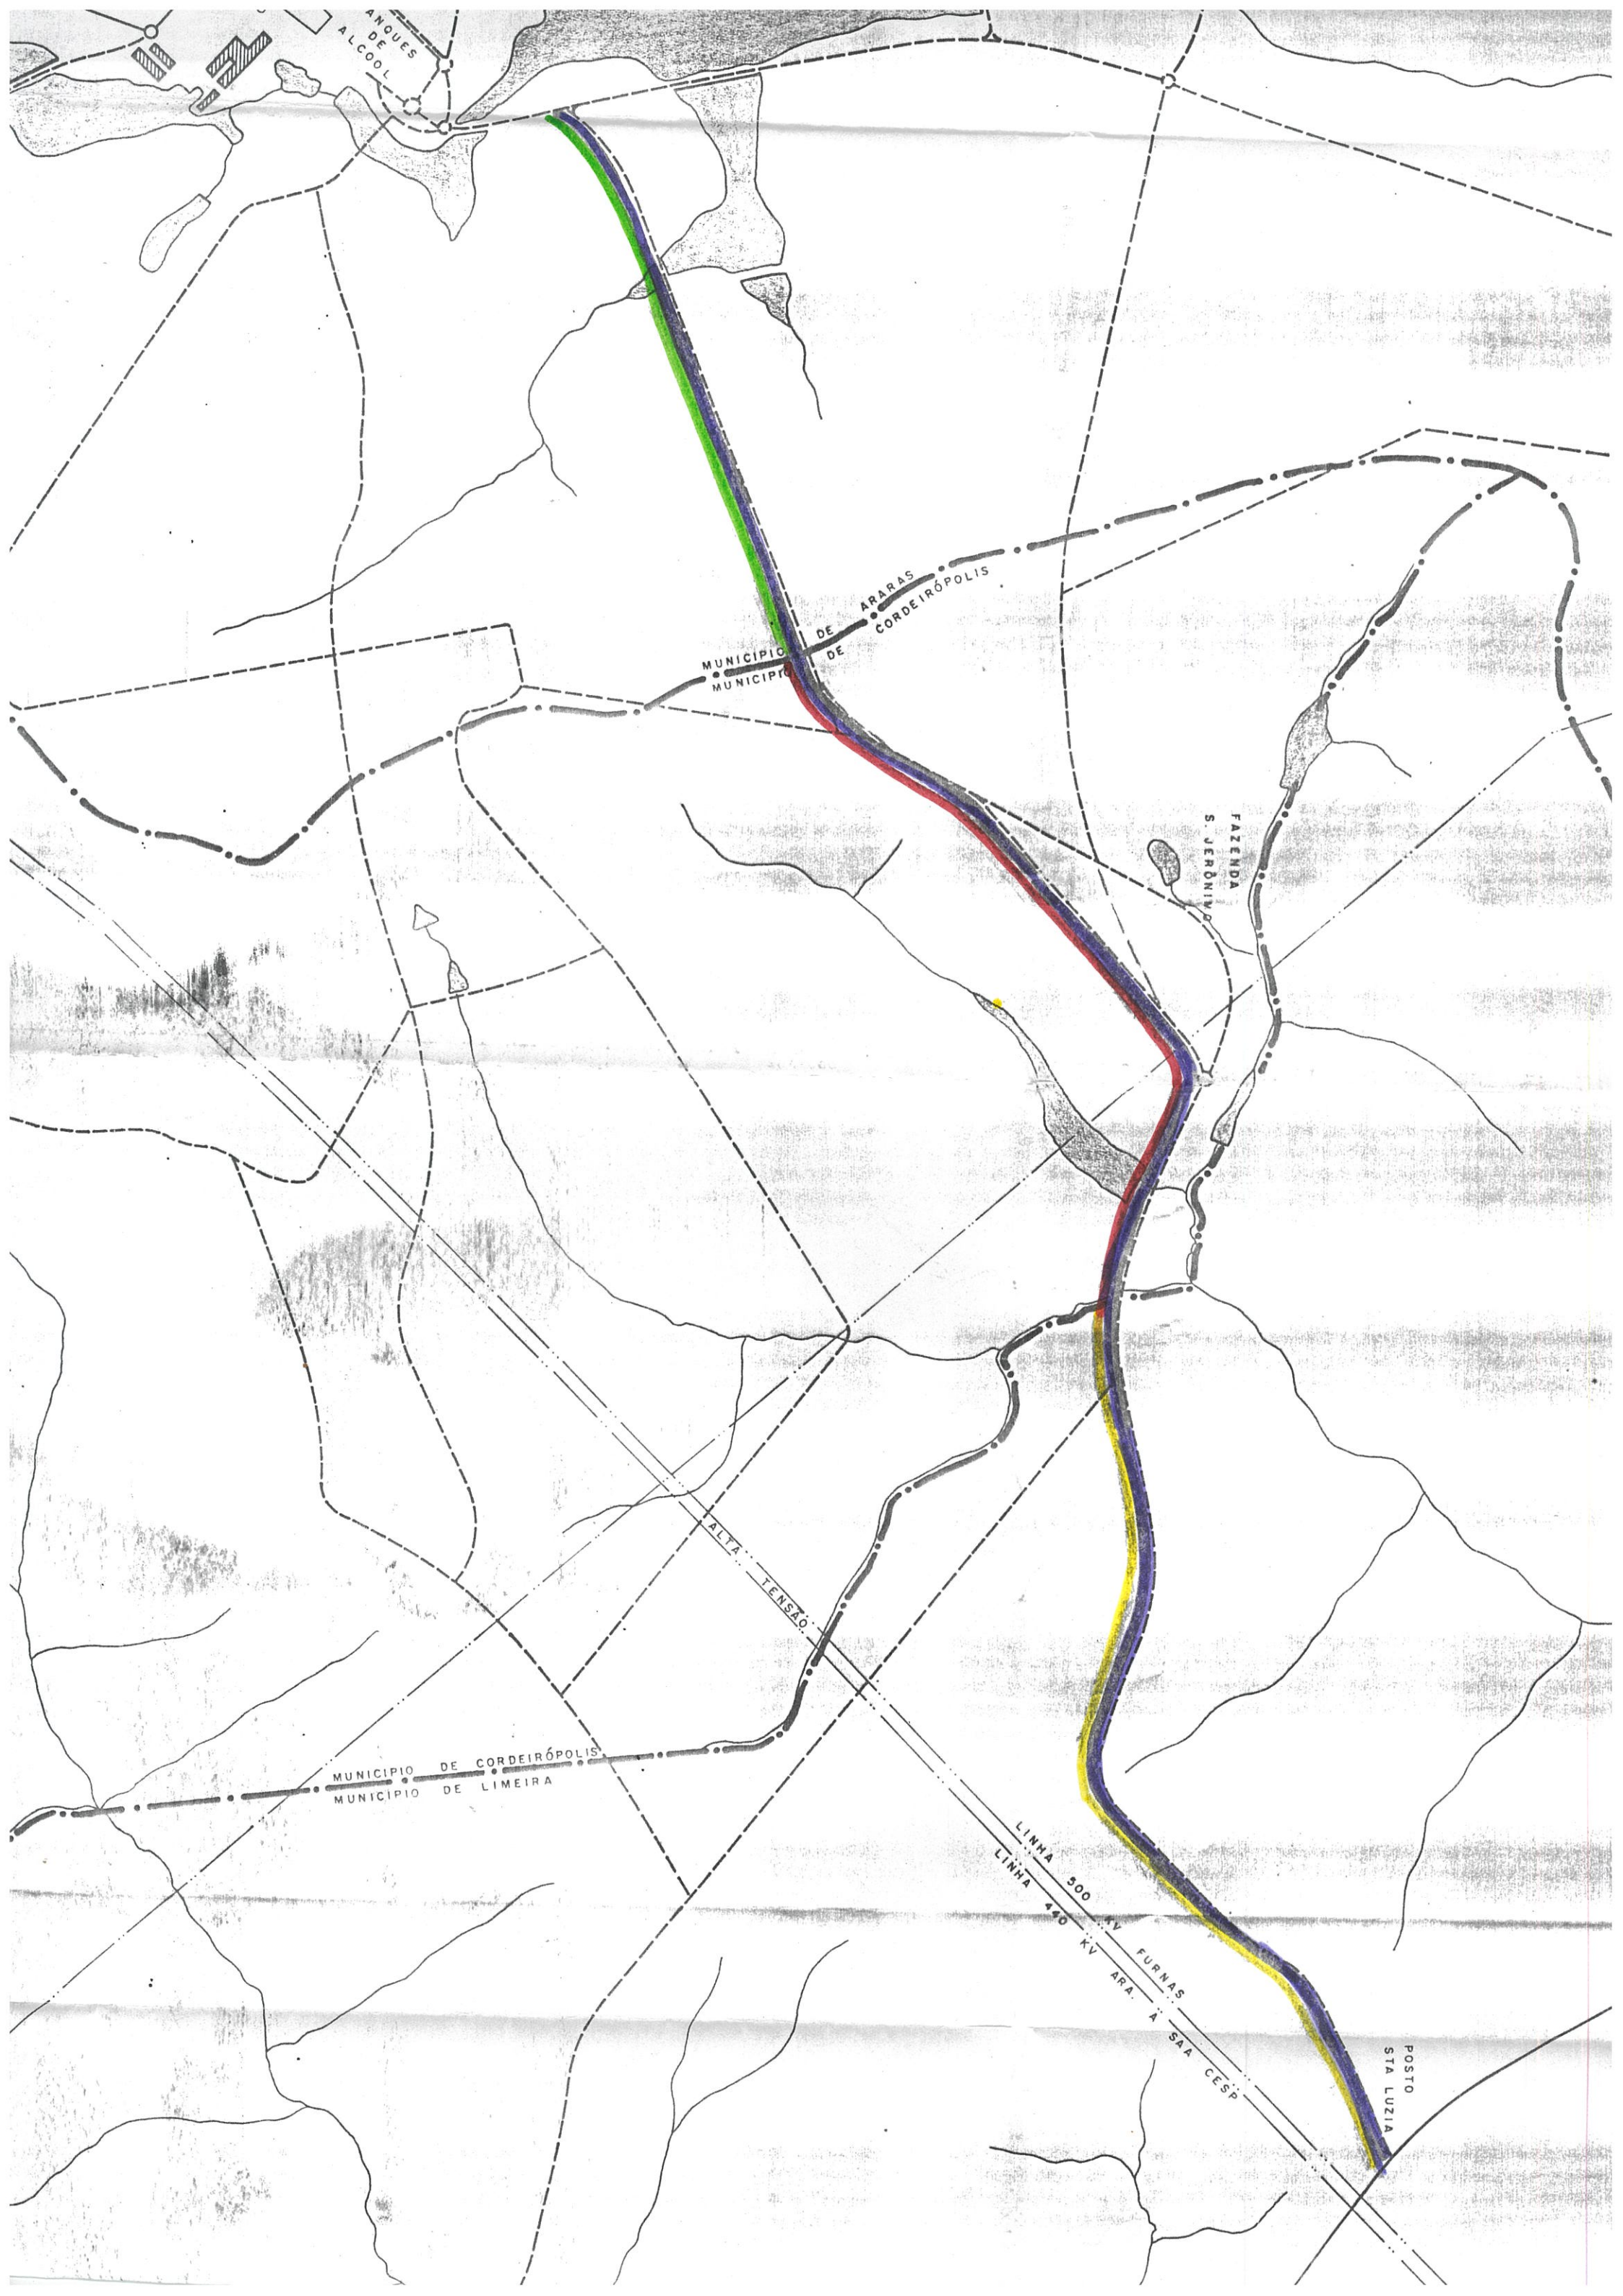 TANQUES
DE
ALCOOL
MUNICIPIO DE ARARAS
MUNICIPIO DE CORDEIRÓPOLIS
FAZENDA
S. JERÔNIMO
ALTA TENSÃO
MUNICIPIO DE CORDEIRÓPOLIS
MUNICIPIO DE LIMEIRA
LINHA 500 KV FURNAS
LINHA 440 KV ARA. A SAA CESP
POSTO
STA LUZIA